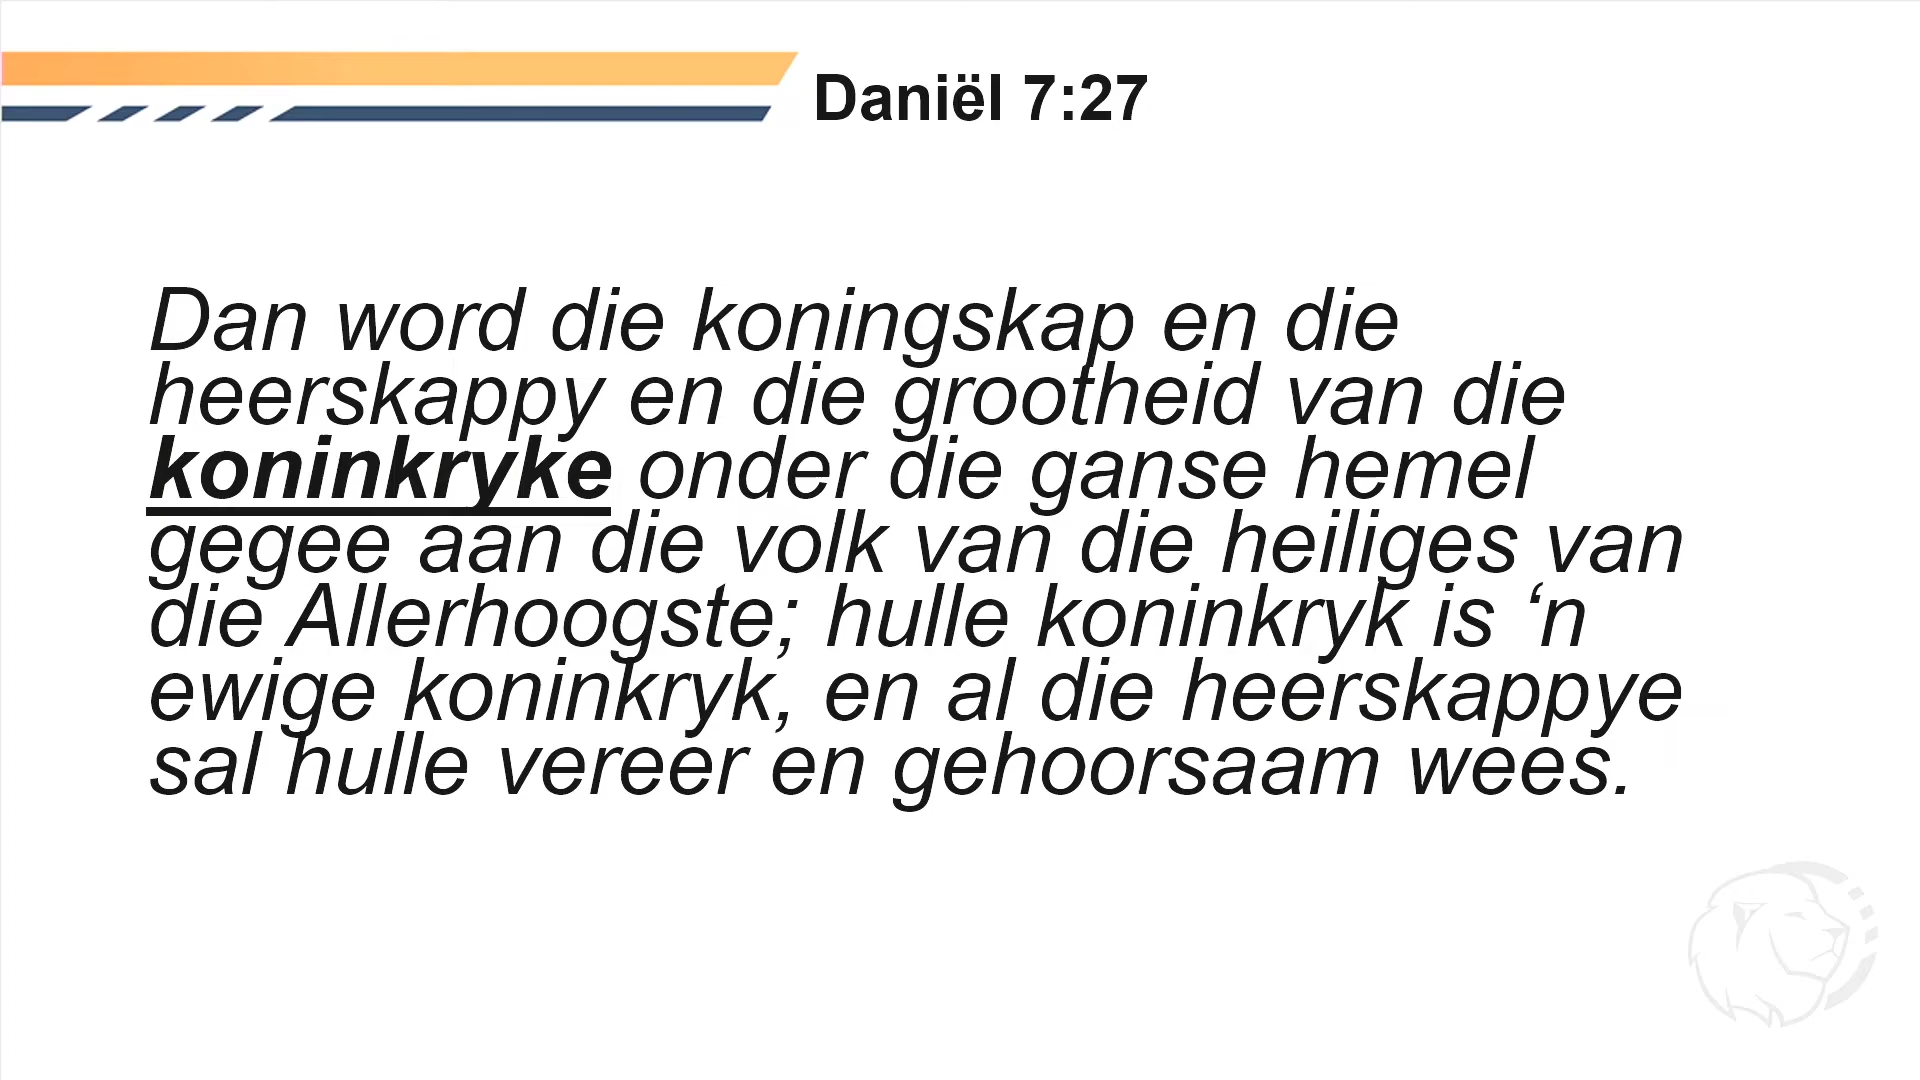 Daniël 7:27
Dan word die koningskap en die
heerskappy en die grootheid van die
koninkryke onder die ganse hemel
gegee aan die volk van die heiliges van
die Allerhoogste; hulle koninkryk is ‘n
ewige koninkryk, en al die heerskappye
sal hulle vereer en gehoorsaam wees.